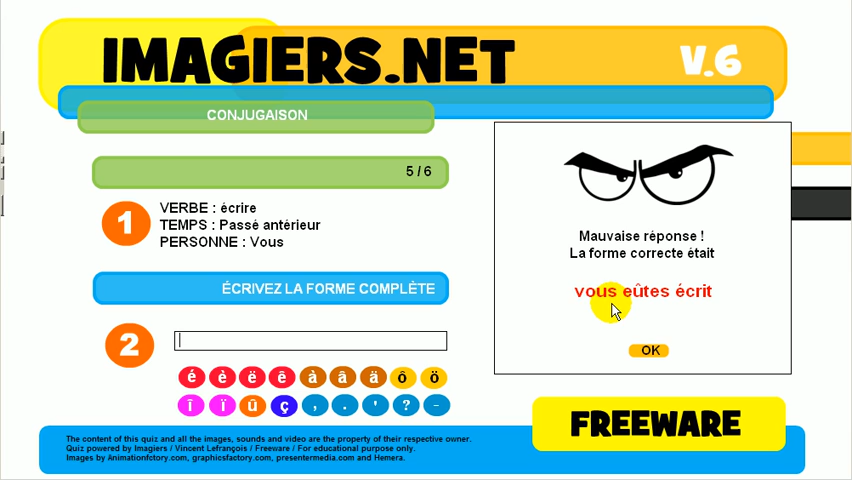 IMAGIERS.NET
V.6
CONJUGAISON
5 / 6
1
VERBE : écrire
TEMPS : Passé antérieur
PERSONNE : Vous
ÉCRIVEZ LA FORME COMPLÈTE
2
é è ë ê à â ä ô ö
î ï û ç , . ' ? -
Mauvaise réponse !
La forme correcte était
vous eûtes écrit
OK
FREEWARE
The content of this quiz and all the images, sounds and video are the property of their respective owner.
Quiz powered by Imagiers / Vincent Lefrançois / Freeware / For educational purpose only.
Images by Animationfctory.com, graphicsfactory.com, presentermedia.com and Hemera.